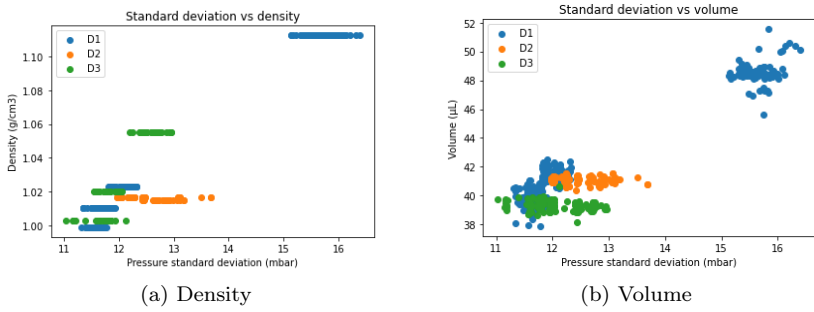 Standard deviation vs density
D1
D2
D3
Density (g/cm3)
1.10
1.08
1.06
1.04
1.02
1.00
11 12 13 14 15 16
Pressure standard deviation (mbar)
(a) Density
Standard deviation vs volume
D1
D2
D3
Volume (µL)
52
50
48
46
44
42
40
38
12 13 14 15 16
Pressure standard deviation (mbar)
(b) Volume